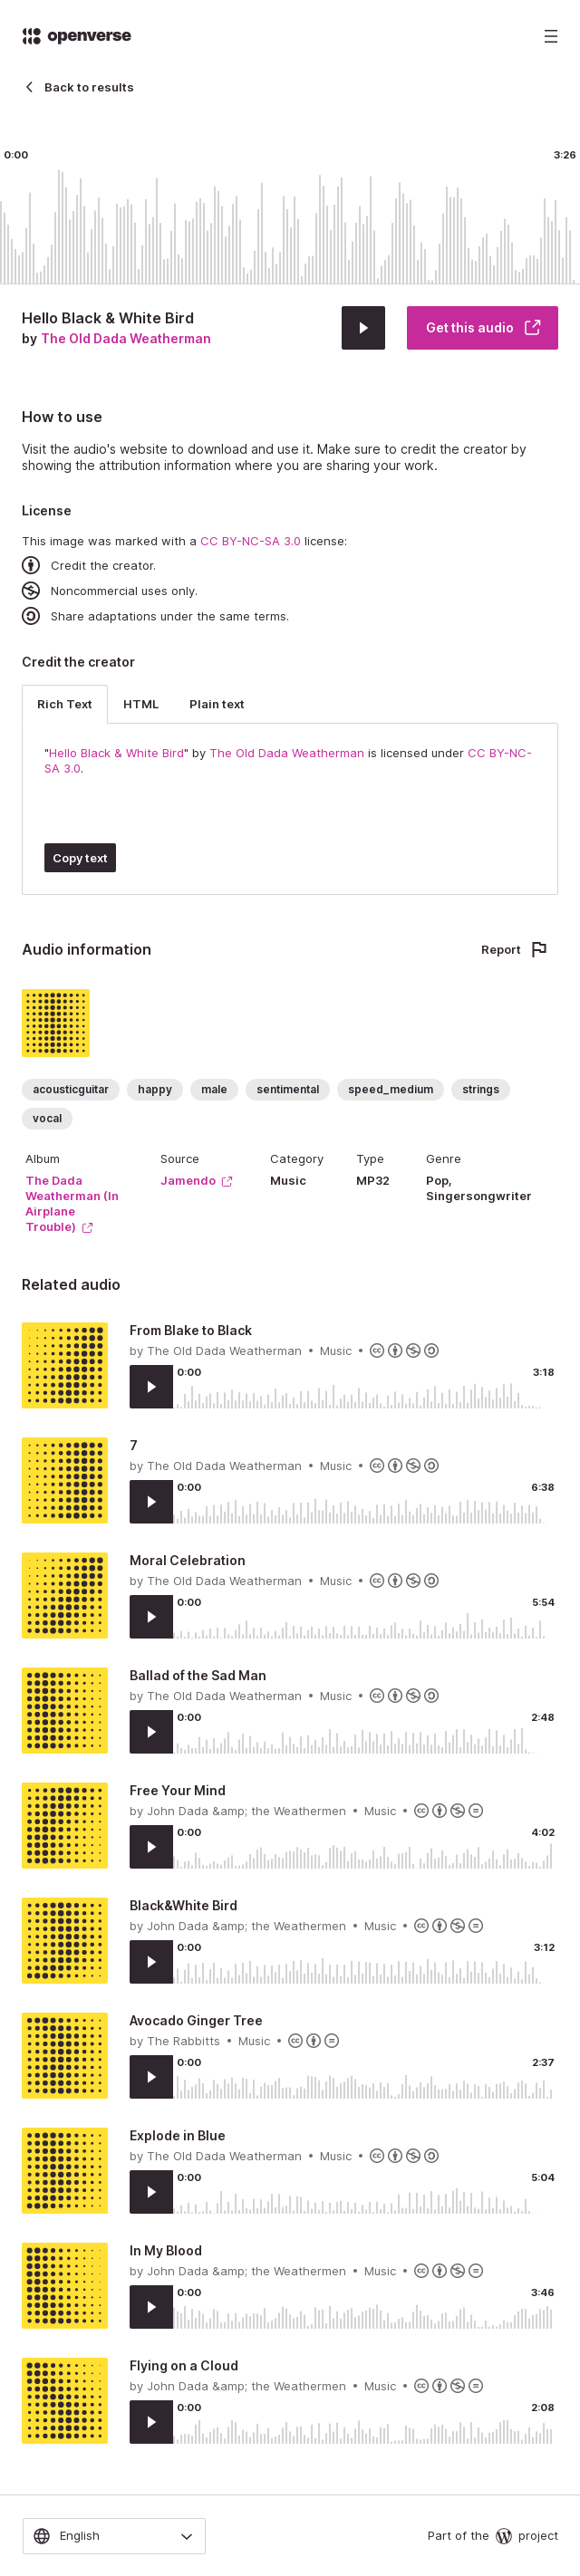 openverse
Back to results
0:00
3:26
Hello Black & White Bird
by The Old Dada Weatherman
Get this audio
How to use
Visit the audio's website to download and use it. Make sure to credit the creator by
showing the attribution information where you are sharing your work.
License
This image was marked with a CC BY-NC-SA 3.0 license:
Credit the creator.
Noncommercial uses only.
Share adaptations under the same terms.
Credit the creator
Rich Text
HTML
Plain text
"Hello Black & White Bird" by The Old Dada Weatherman is licensed under CC BY-NC-
SA 3.0.
Copy text
Audio information
Report
acousticguitar
happy
male
sentimental
speed_medium
strings
vocal
Album
Source
Category
Type
Genre
The Dada
Weatherman (In
Airplane
Trouble)
Jamendo
Music
MP32
Pop,
Singersongwriter
Related audio
From Blake to Black
by The Old Dada Weatherman • Music •
0:00
3:18
7
by The Old Dada Weatherman • Music •
0:00
6:38
Moral Celebration
by The Old Dada Weatherman • Music •
0:00
5:54
Ballad of the Sad Man
by The Old Dada Weatherman • Music •
0:00
2:48
Free Your Mind
by John Dada &amp; the Weathermen • Music •
0:00
4:02
Black&White Bird
by John Dada &amp; the Weathermen • Music •
0:00
3:12
Avocado Ginger Tree
by The Rabbitts • Music •
0:00
2:37
Explode in Blue
by The Old Dada Weatherman • Music •
0:00
5:04
In My Blood
by John Dada &amp; the Weathermen • Music •
0:00
3:46
Flying on a Cloud
by John Dada &amp; the Weathermen • Music •
0:00
2:08
English
Part of the
project